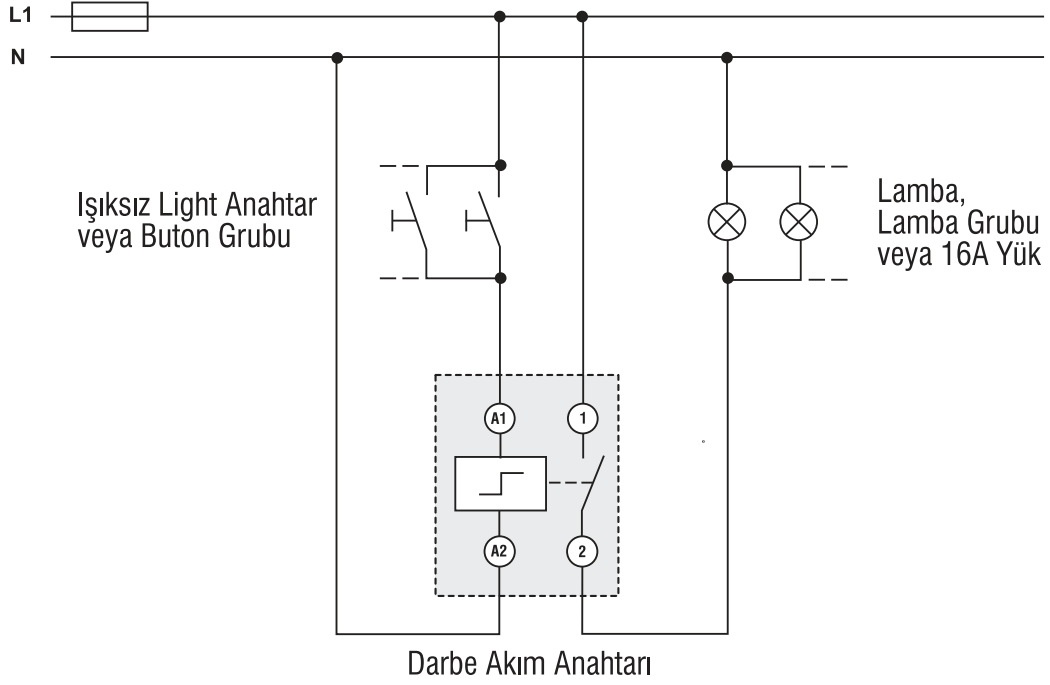 L1
N
Işıksız Light Anahtar
veya Buton Grubu
Lamba,
Lamba Grubu
veya 16A Yük
A1
1
A2
2
Darbe Akım Anahtarı